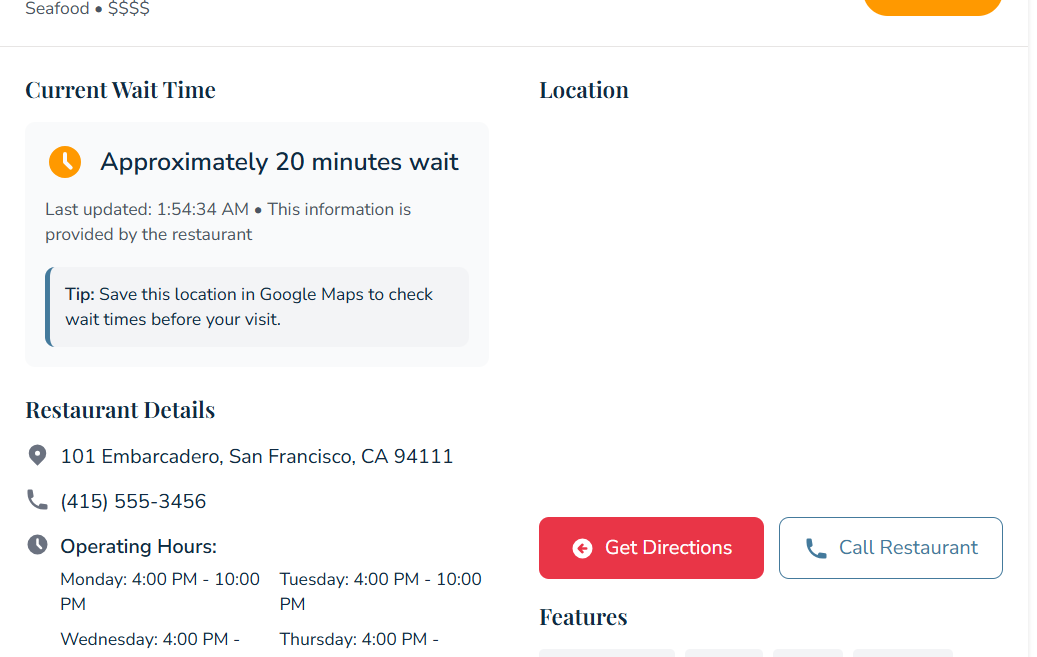 Seafood • $$$$
Current Wait Time
Approximately 20 minutes wait
Last updated: 1:54:34 AM • This information is
provided by the restaurant
Tip: Save this location in Google Maps to check
wait times before your visit.
Restaurant Details
101 Embarcadero, San Francisco, CA 94111
(415) 555-3456
Operating Hours:
Monday: 4:00 PM - 10:00
PM
Tuesday: 4:00 PM - 10:00
PM
Wednesday: 4:00 PM -
Thursday: 4:00 PM -
Location
Get Directions
Call Restaurant
Features